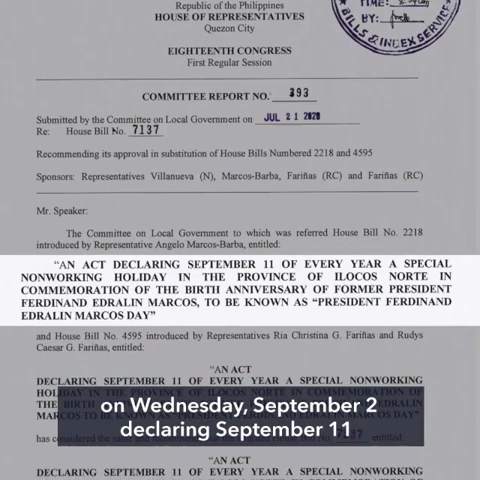 Republic of the Philippines
HOUSE OF REPRESENTATIVES
Quezon City
EIGHTEENTH CONGRESS
First Regular Session
TIME:
BY:
BILLS & INDEX SERVICE
COMMITTEE REPORT NO. 393
Submitted by the Committee on Local Government on JUL 21 2020
Re: House Bill No. 7137
Recommending its approval in substitution of House Bills Numbered 2218 and 4595
Sponsors: Representatives Villanueva (N), Marcos-Barba, Fariñas (RC) and Fariñas (RC)
Mr. Speaker:
The Committee on Local Government to which was referred House Bill No. 2218
introduced by Representative Angelo Marcos-Barba, entitled:
“AN ACT DECLARING SEPTEMBER 11 OF EVERY YEAR A SPECIAL
NONWORKING HOLIDAY IN THE PROVINCE OF ILOCOS NORTE IN
COMMEMORATION OF THE BIRTH ANNIVERSARY OF FORMER PRESIDENT
FERDINAND EDRALIN MARCOS, TO BE KNOWN AS “PRESIDENT FERDINAND
EDRALIN MARCOS DAY”
and House Bill No. 4595 introduced by Representatives Ria Christina G. Fariñas and Rudys
Caesar G. Fariñas, entitled:
“AN ACT
DECLARING SEPTEMBER 11 OF EVERY YEAR A SPECIAL NONWORKING
on Wednesday, September 2
declaring September 11
“AN ACT
DECLARING SEPTEMBER 11 OF EVERY YEAR A SPECIAL NONWORKING